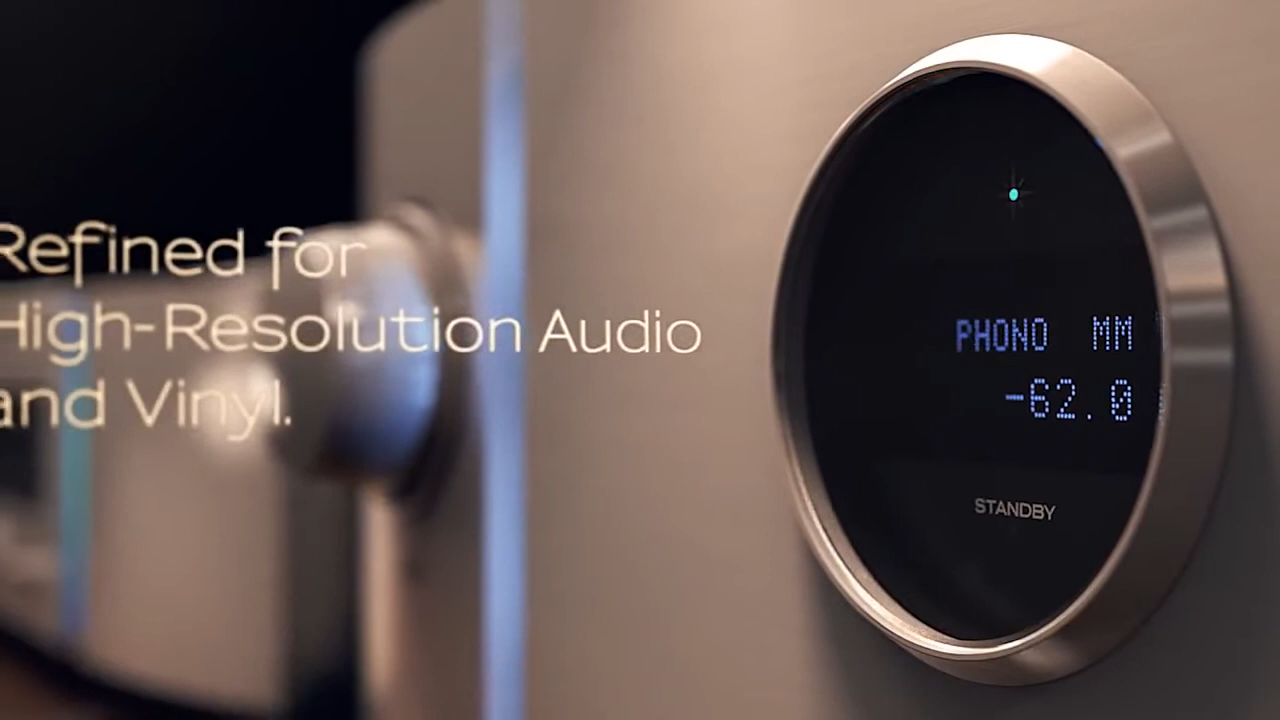 Refined for
High-Resolution Audio
and Vinyl.
PHONO MM
-62.0
STANDBY